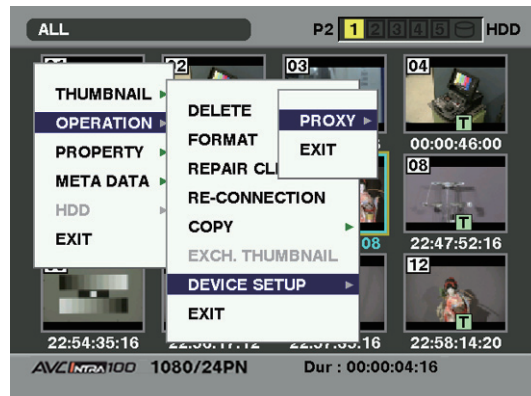 ALL P2 1 2 3 4 5 HDD
02 03 04
THUMBNAIL
OPERATION
PROPERTY
META DATA
HDD
EXIT
DELETE
FORMAT
REPAIR CLI
RE-CONNECTION
COPY
EXCH. THUMBNAIL
DEVICE SETUP
EXIT
PROXY
EXIT
T
00:00:46:00
08
T
08 22:47:52:16
12
T
22:54:35:16 22:58:14:20
AVC INTRA 100 1080/24PN Dur : 00:00:04:16